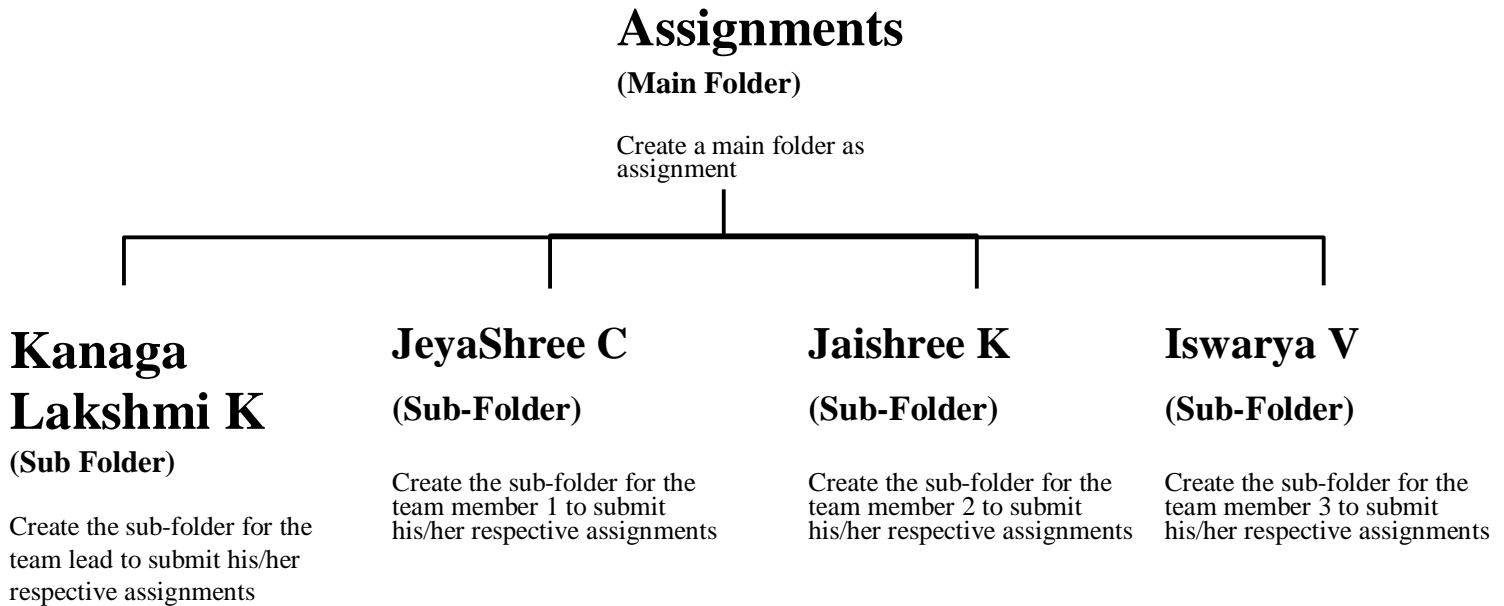 Assignments
(Main Folder)
Create a main folder as
assignment
Kanaga
Lakshmi K
(Sub Folder)
Create the sub-folder for the
team lead to submit his/her
respective assignments
JeyaShree C
(Sub-Folder)
Create the sub-folder for the
team member 1 to submit
his/her respective assignments
Jaishree K
(Sub-Folder)
Create the sub-folder for the
team member 2 to submit
his/her respective assignments
Iswarya V
(Sub-Folder)
Create the sub-folder for the
team member 3 to submit
his/her respective assignments